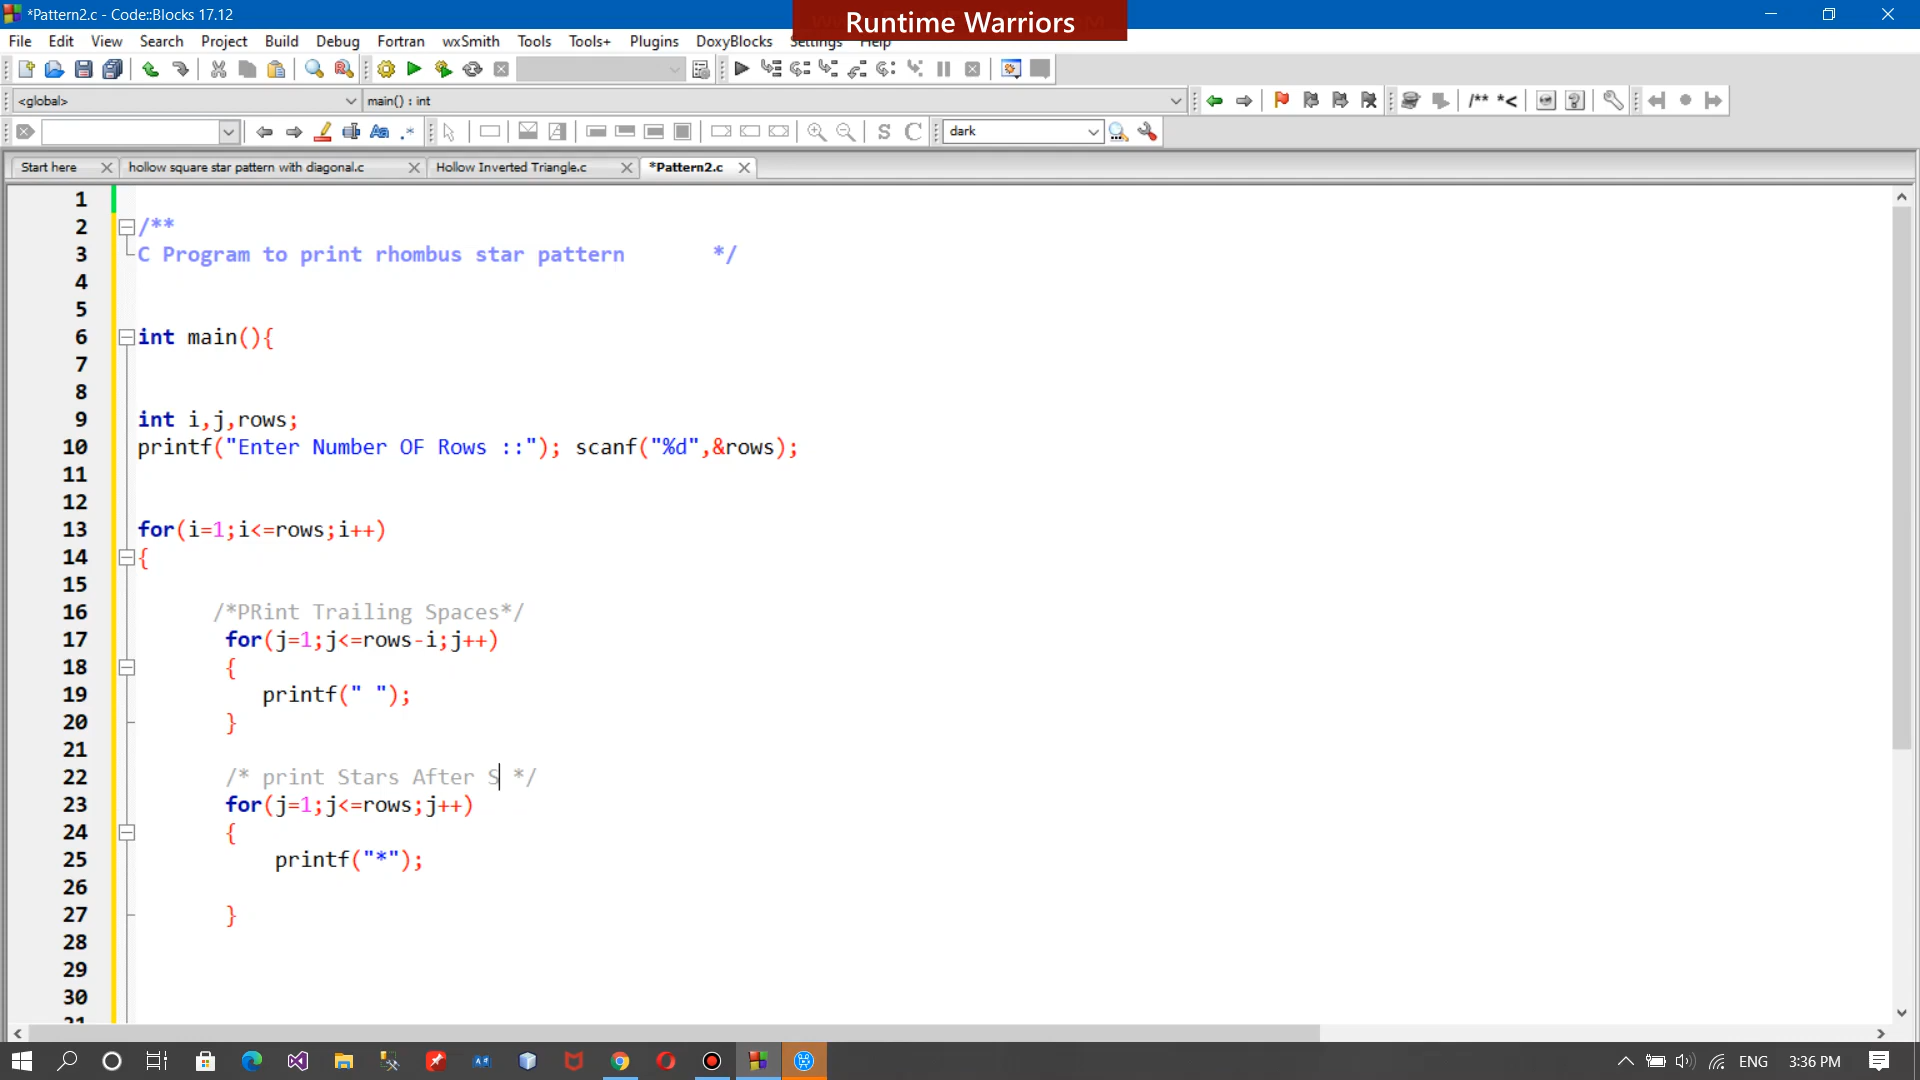 *Pattern2.c - Code::Blocks 17.12
Runtime Warriors
File Edit View Search Project Build Debug Fortran wxSmith Tools Tools+ Plugins DoxyBlocks Settings Help
<global> main() : int /** *<
Aa .* S C dark
Start here hollow square star pattern with diagonal.c Hollow Inverted Triangle.c *Pattern2.c
1
2 /**
3 C Program to print rhombus star pattern */
4
5
6 int main(){
7
8
9 int i,j,rows;
10 printf("Enter Number OF Rows ::"); scanf("%d",&rows);
11
12
13 for(i=1;i<=rows;i++)
14 {
15
16 /*PRint Trailing Spaces*/
17 for(j=1;j<=rows-i;j++)
18 {
19 printf(" ");
20 }
21
22 /* print Stars After S */
23 for(j=1;j<=rows;j++)
24 {
25 printf("*");
26
27 }
28
29
30
31
ENG 3:36 PM